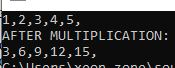 1,2,3,4,5,
AFTER MULTIPLICATION:
3,6,9,12,15,